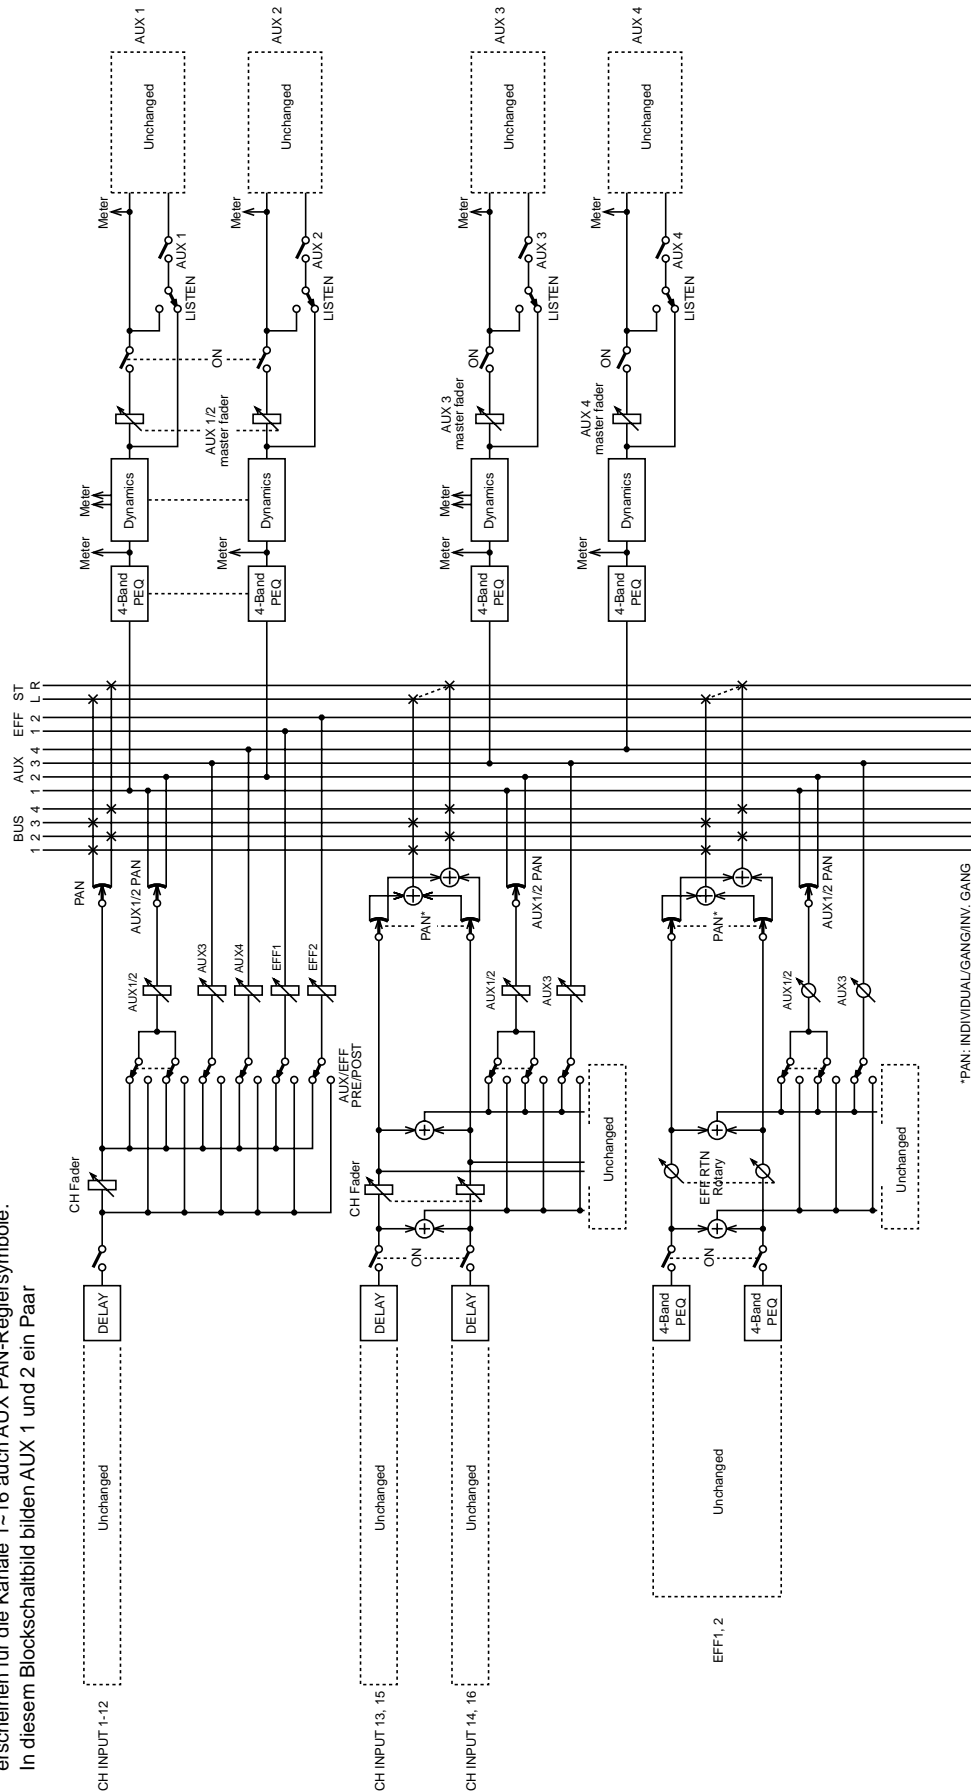 erscheinen für die Kanäle 1~16 auch AUX PAN-Reglersymbole.
In diesem Blockschaltbild bilden AUX 1 und 2 ein Paar
BUS AUX EFF ST
1 2 3 4 1 2 3 4 1 2 L R
CH INPUT 1-12
Unchanged
DELAY
CH Fader
AUX/EFF
PRE/POST
AUX1/2
AUX3
AUX4
EFF1
EFF2
PAN
AUX1/2 PAN
4-Band
PEQ
Meter
Dynamics
Meter
AUX 1/2
master fader
ON
LISTEN
AUX 1
Meter
Unchanged
AUX 1
4-Band
PEQ
Meter
Dynamics
LISTEN
AUX 2
Meter
Unchanged
AUX 2
CH INPUT 13, 15
Unchanged
DELAY
ON
CH Fader
CH INPUT 14, 16
Unchanged
DELAY
Unchanged
AUX1/2
AUX3
PAN*
AUX1/2 PAN
4-Band
PEQ
Meter
Dynamics
Meter
AUX 3
master fader
ON
LISTEN
AUX 3
Meter
Unchanged
AUX 3
4-Band
PEQ
Meter
Dynamics
AUX 4
master fader
ON
LISTEN
AUX 4
Meter
Unchanged
AUX 4
EFF1, 2
Unchanged
4-Band
PEQ
4-Band
PEQ
ON
EFF RTN
Rotary
Unchanged
AUX1/2
AUX3
PAN*
AUX1/2 PAN
*PAN: INDIVIDUAL/GANG/INV. GANG